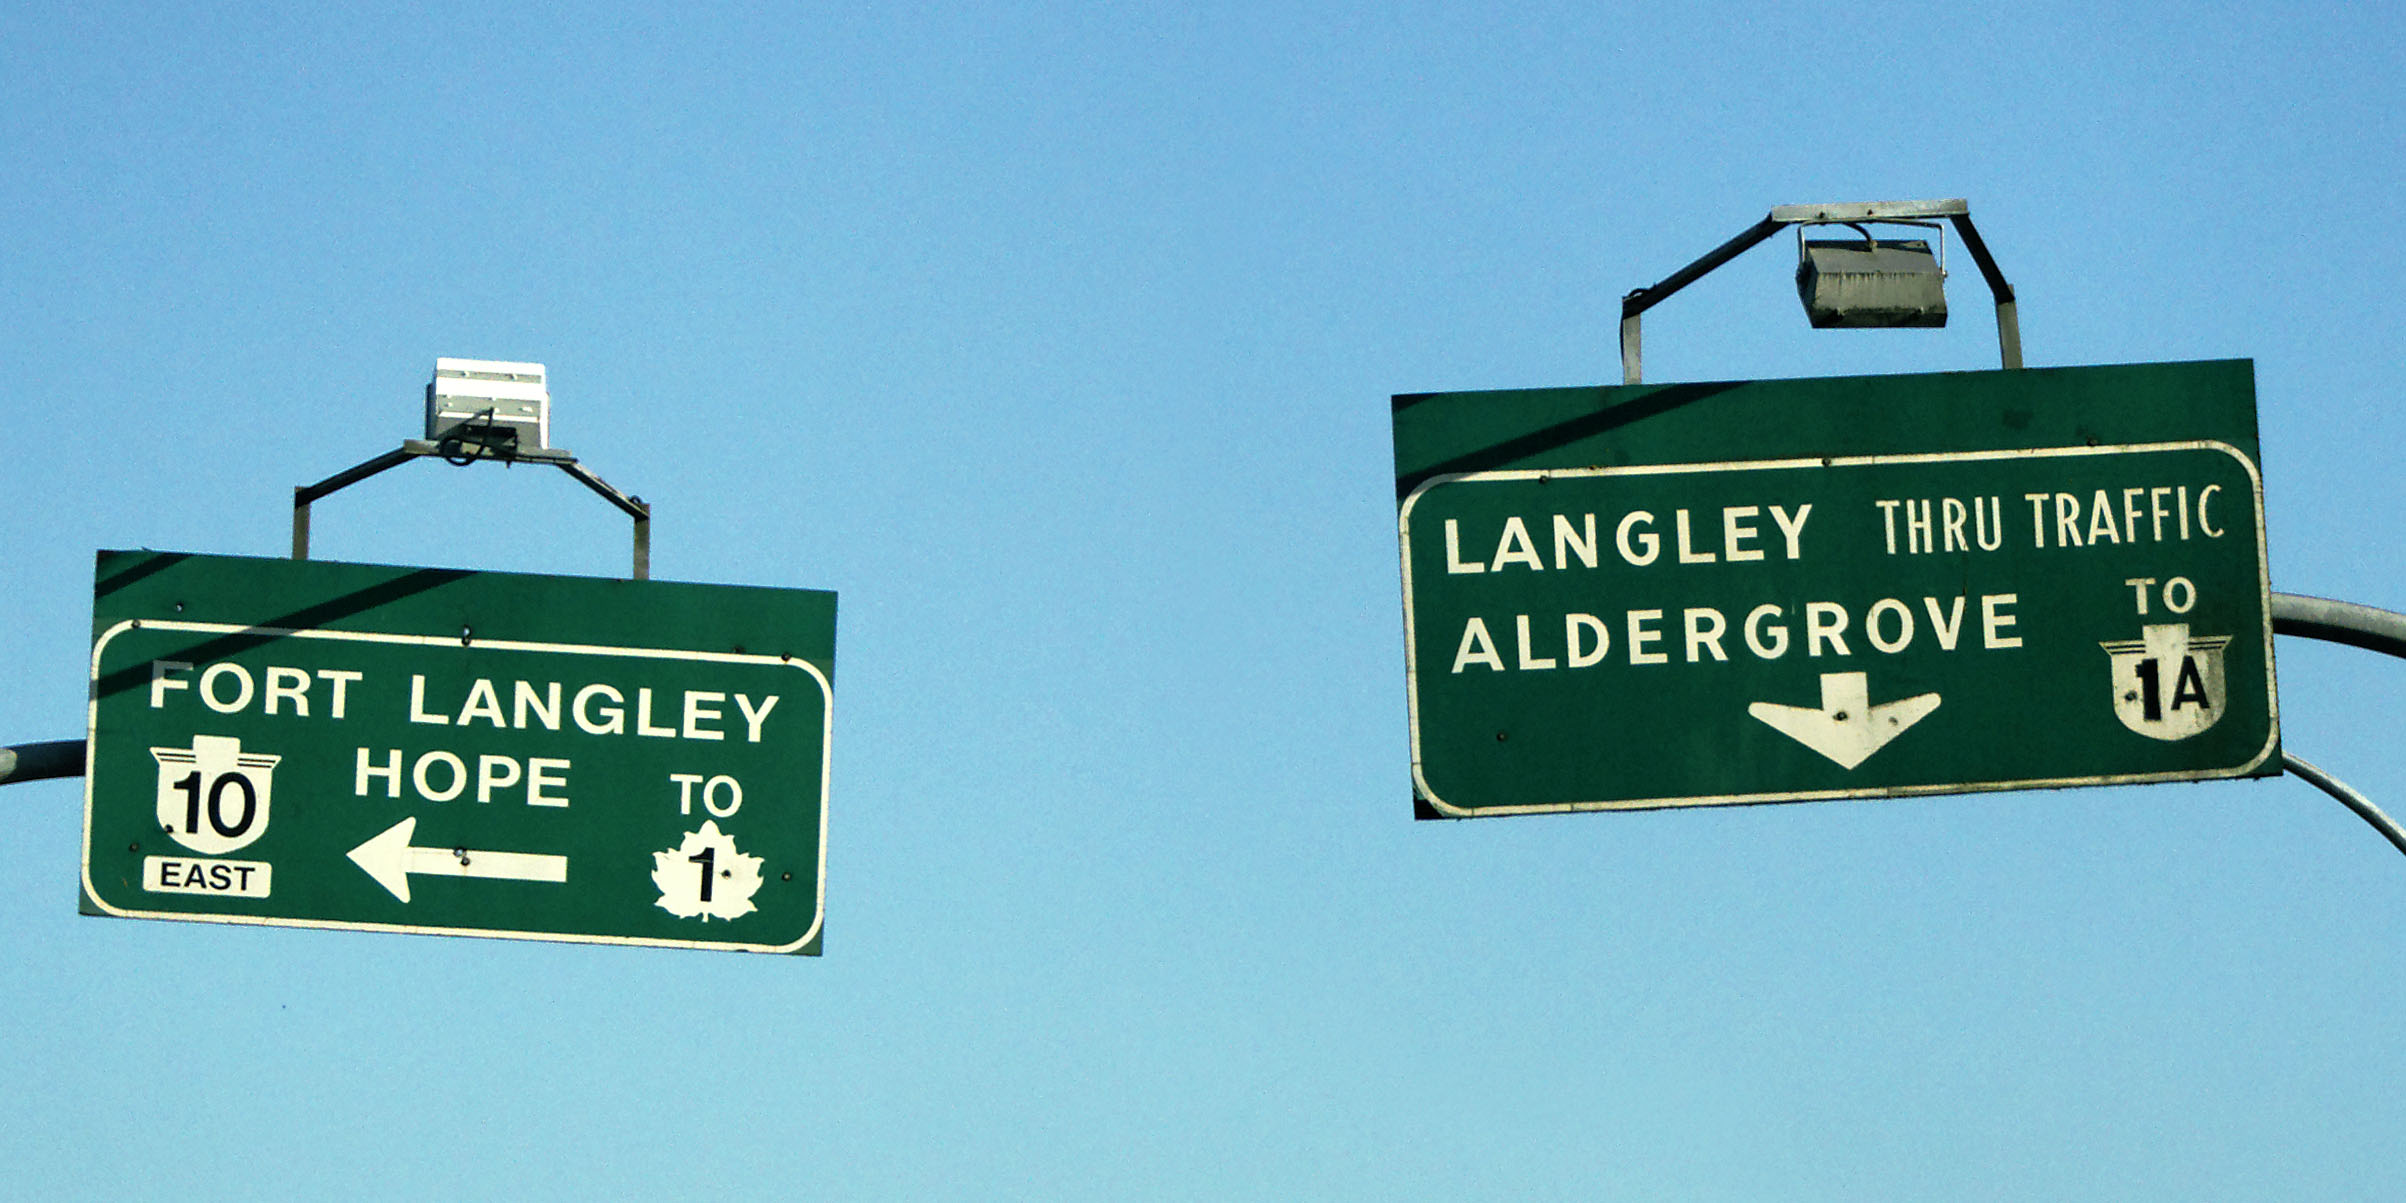 FORT LANGLEY
HOPE
10
EAST
TO
1
LANGLEY THRU TRAFFIC
ALDERGROVE
TO
1A